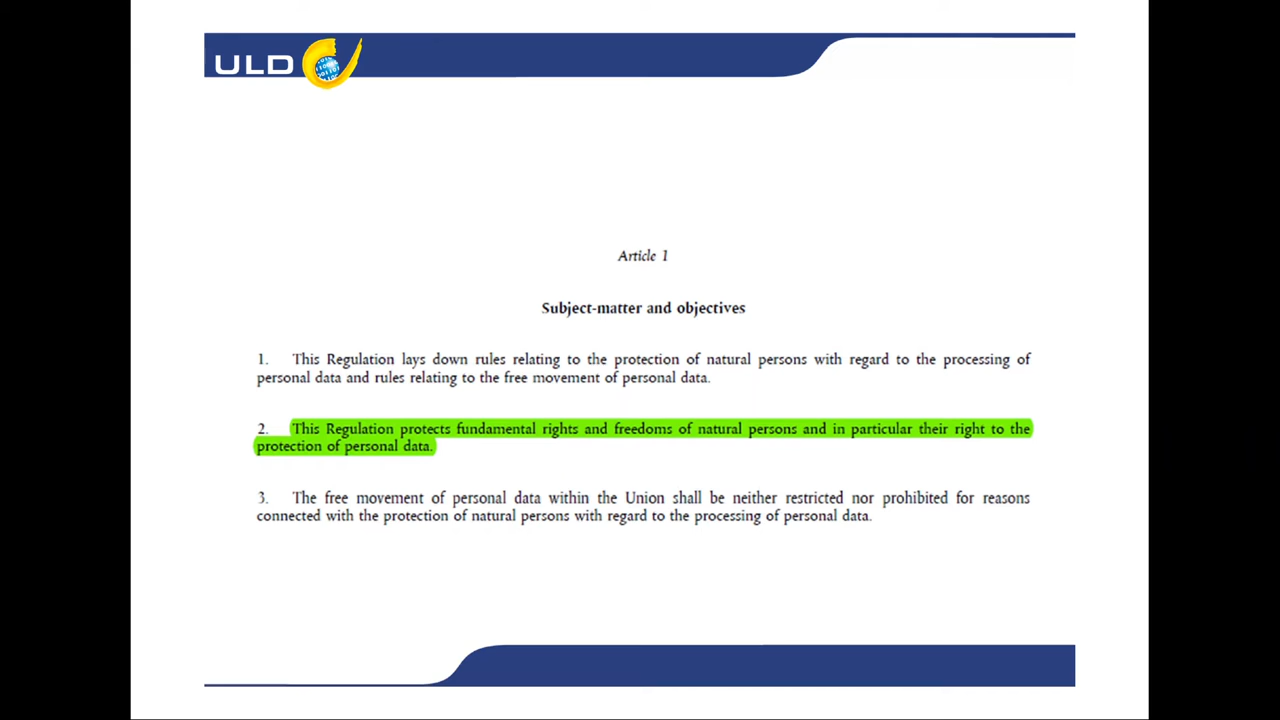 ULD
Article 1
Subject-matter and objectives
1. This Regulation lays down rules relating to the protection of natural persons with regard to the processing of
personal data and rules relating to the free movement of personal data.
2. This Regulation protects fundamental rights and freedoms of natural persons and in particular their right to the
protection of personal data.
3. The free movement of personal data within the Union shall be neither restricted nor prohibited for reasons
connected with the protection of natural persons with regard to the processing of personal data.